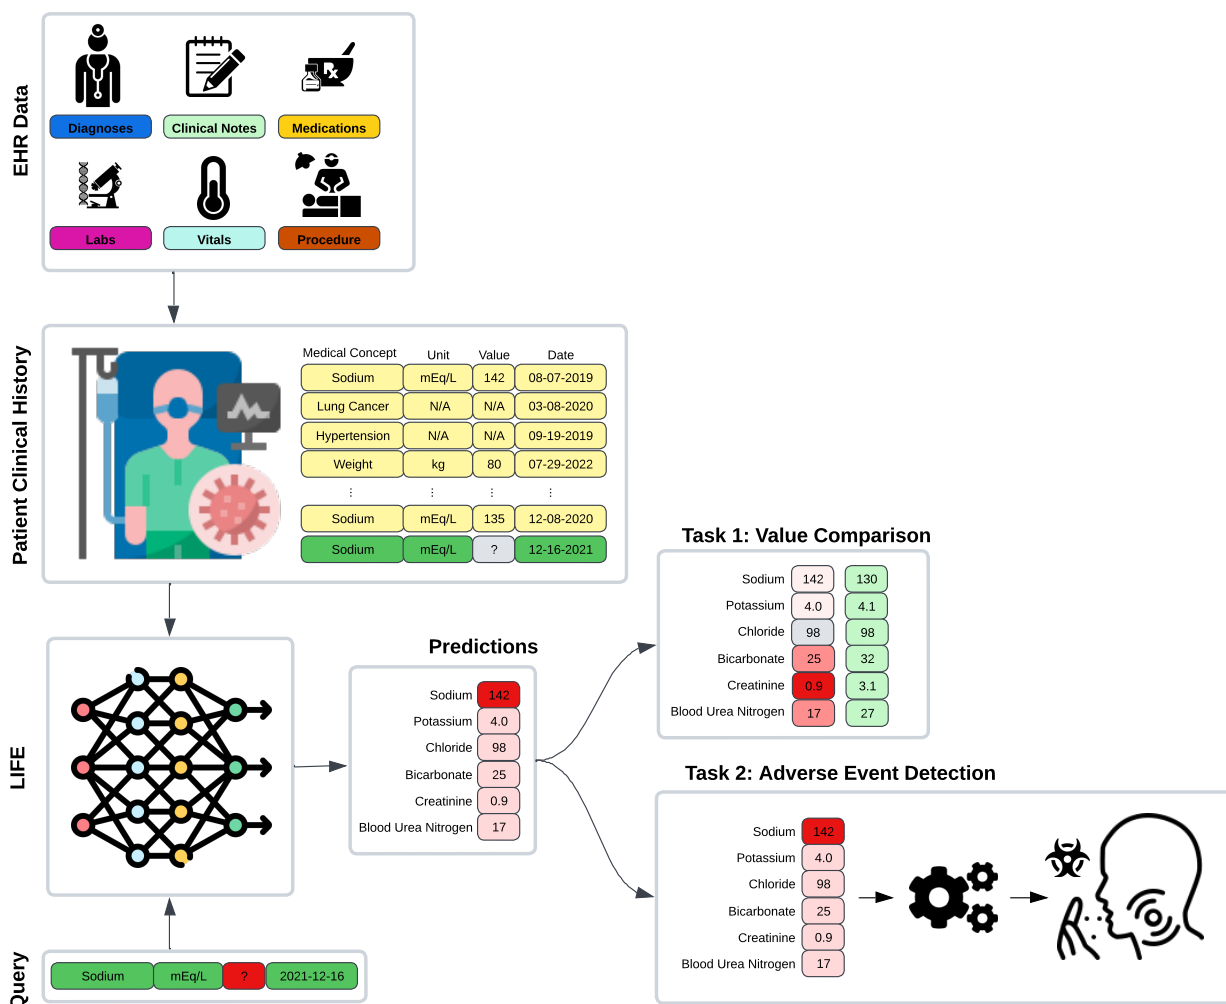 EHR Data
Diagnoses Clinical Notes Medications
Rx
Labs Vitals Procedure
Patient Clinical History
Medical Concept Unit Value Date
Sodium mEq/L 142 08-07-2019
Lung Cancer N/A N/A 03-08-2020
Hypertension N/A N/A 09-19-2019
Weight kg 80 07-29-2022
⋮ ⋮ ⋮ ⋮
Sodium mEq/L 135 12-08-2020
Sodium mEq/L ? 12-16-2021
LIFE
Predictions
Sodium 142
Potassium 4.0
Chloride 98
Bicarbonate 25
Creatinine 0.9
Blood Urea Nitrogen 17
Task 1: Value Comparison
Sodium 142 130
Potassium 4.0 4.1
Chloride 98 98
Bicarbonate 25 32
Creatinine 0.9 3.1
Blood Urea Nitrogen 17 27
Task 2: Adverse Event Detection
Sodium 142
Potassium 4.0
Chloride 98
Bicarbonate 25
Creatinine 0.9
Blood Urea Nitrogen 17
Query
Sodium mEq/L ? 2021-12-16